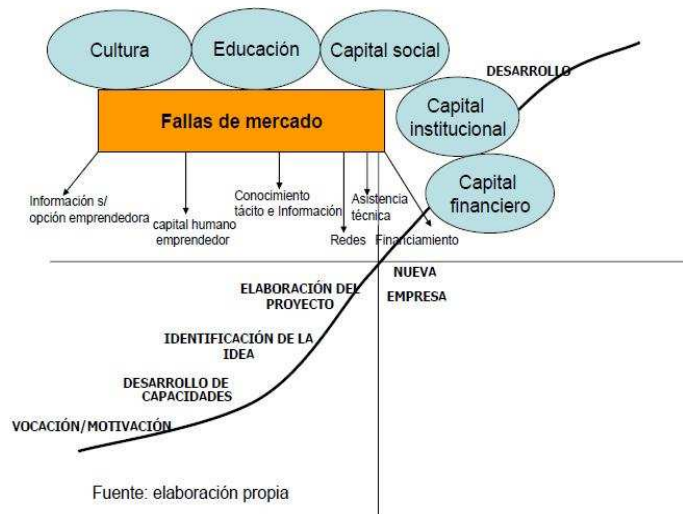 Cultura
Educación
Capital social
DESARROLLO
Capital
institucional
Fallas de mercado
Capital
financiero
Información s/
opción emprendedora
capital humano
emprendedor
Conocimiento
tácito e Información
Redes
Asistencia
técnica
Financiamiento
NUEVA
EMPRESA
ELABORACIÓN DEL
PROYECTO
IDENTIFICACIÓN DE LA
IDEA
DESARROLLO DE
CAPACIDADES
VOCACIÓN/MOTIVACIÓN
Fuente: elaboración propia